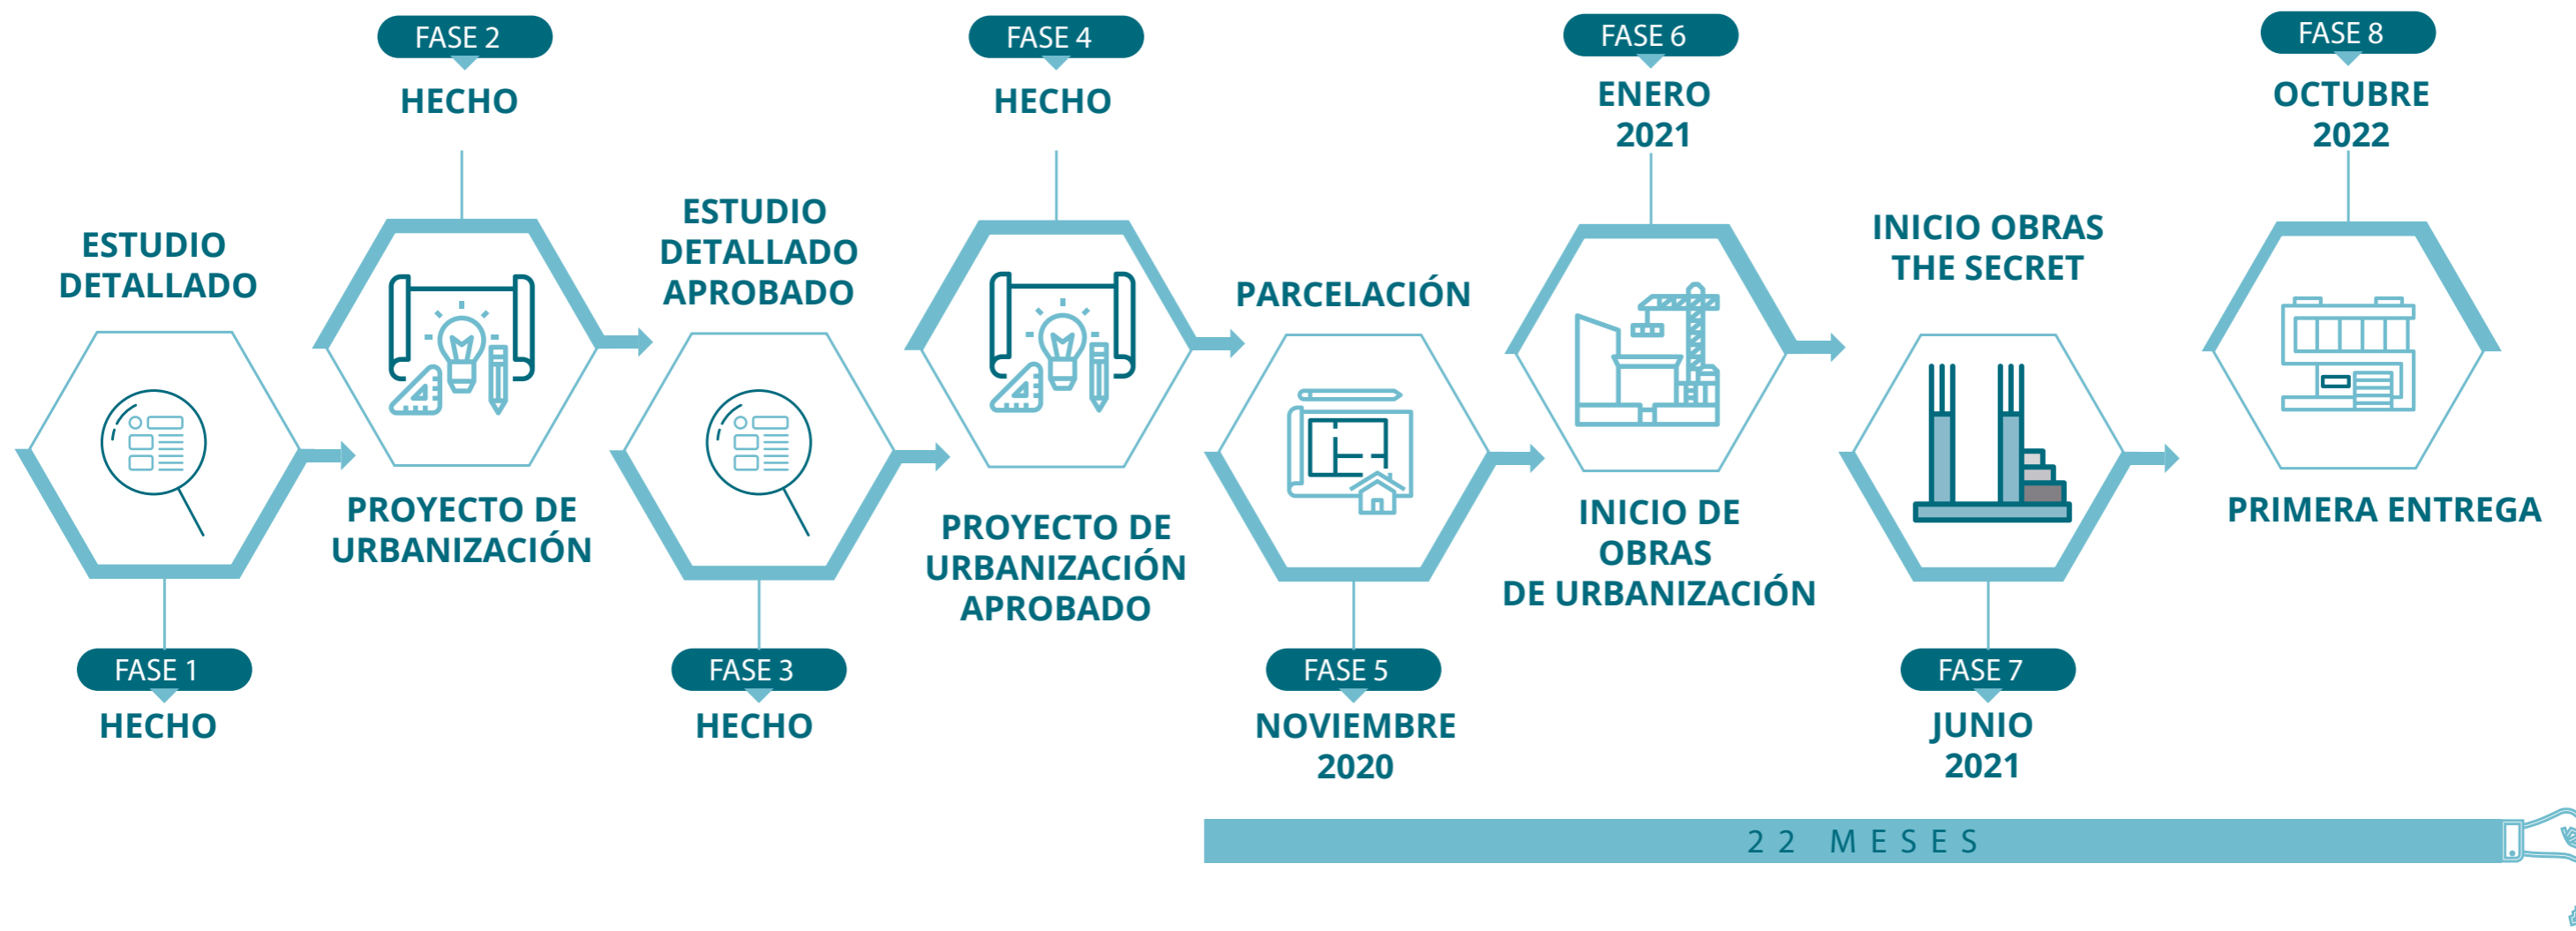 FASE 2
HECHO
FASE 4
HECHO
FASE 6
ENERO
2021
FASE 8
OCTUBRE
2022
ESTUDIO
DETALLADO
ESTUDIO
DETALLADO
APROBADO
PARCELACIÓN
INICIO OBRAS
THE SECRET
PROYECTO DE
URBANIZACIÓN
PROYECTO DE
URBANIZACIÓN
APROBADO
INICIO DE
OBRAS
DE URBANIZACIÓN
PRIMERA ENTREGA
FASE 1
HECHO
FASE 3
HECHO
FASE 5
NOVIEMBRE
2020
FASE 7
JUNIO
2021
22 MESES